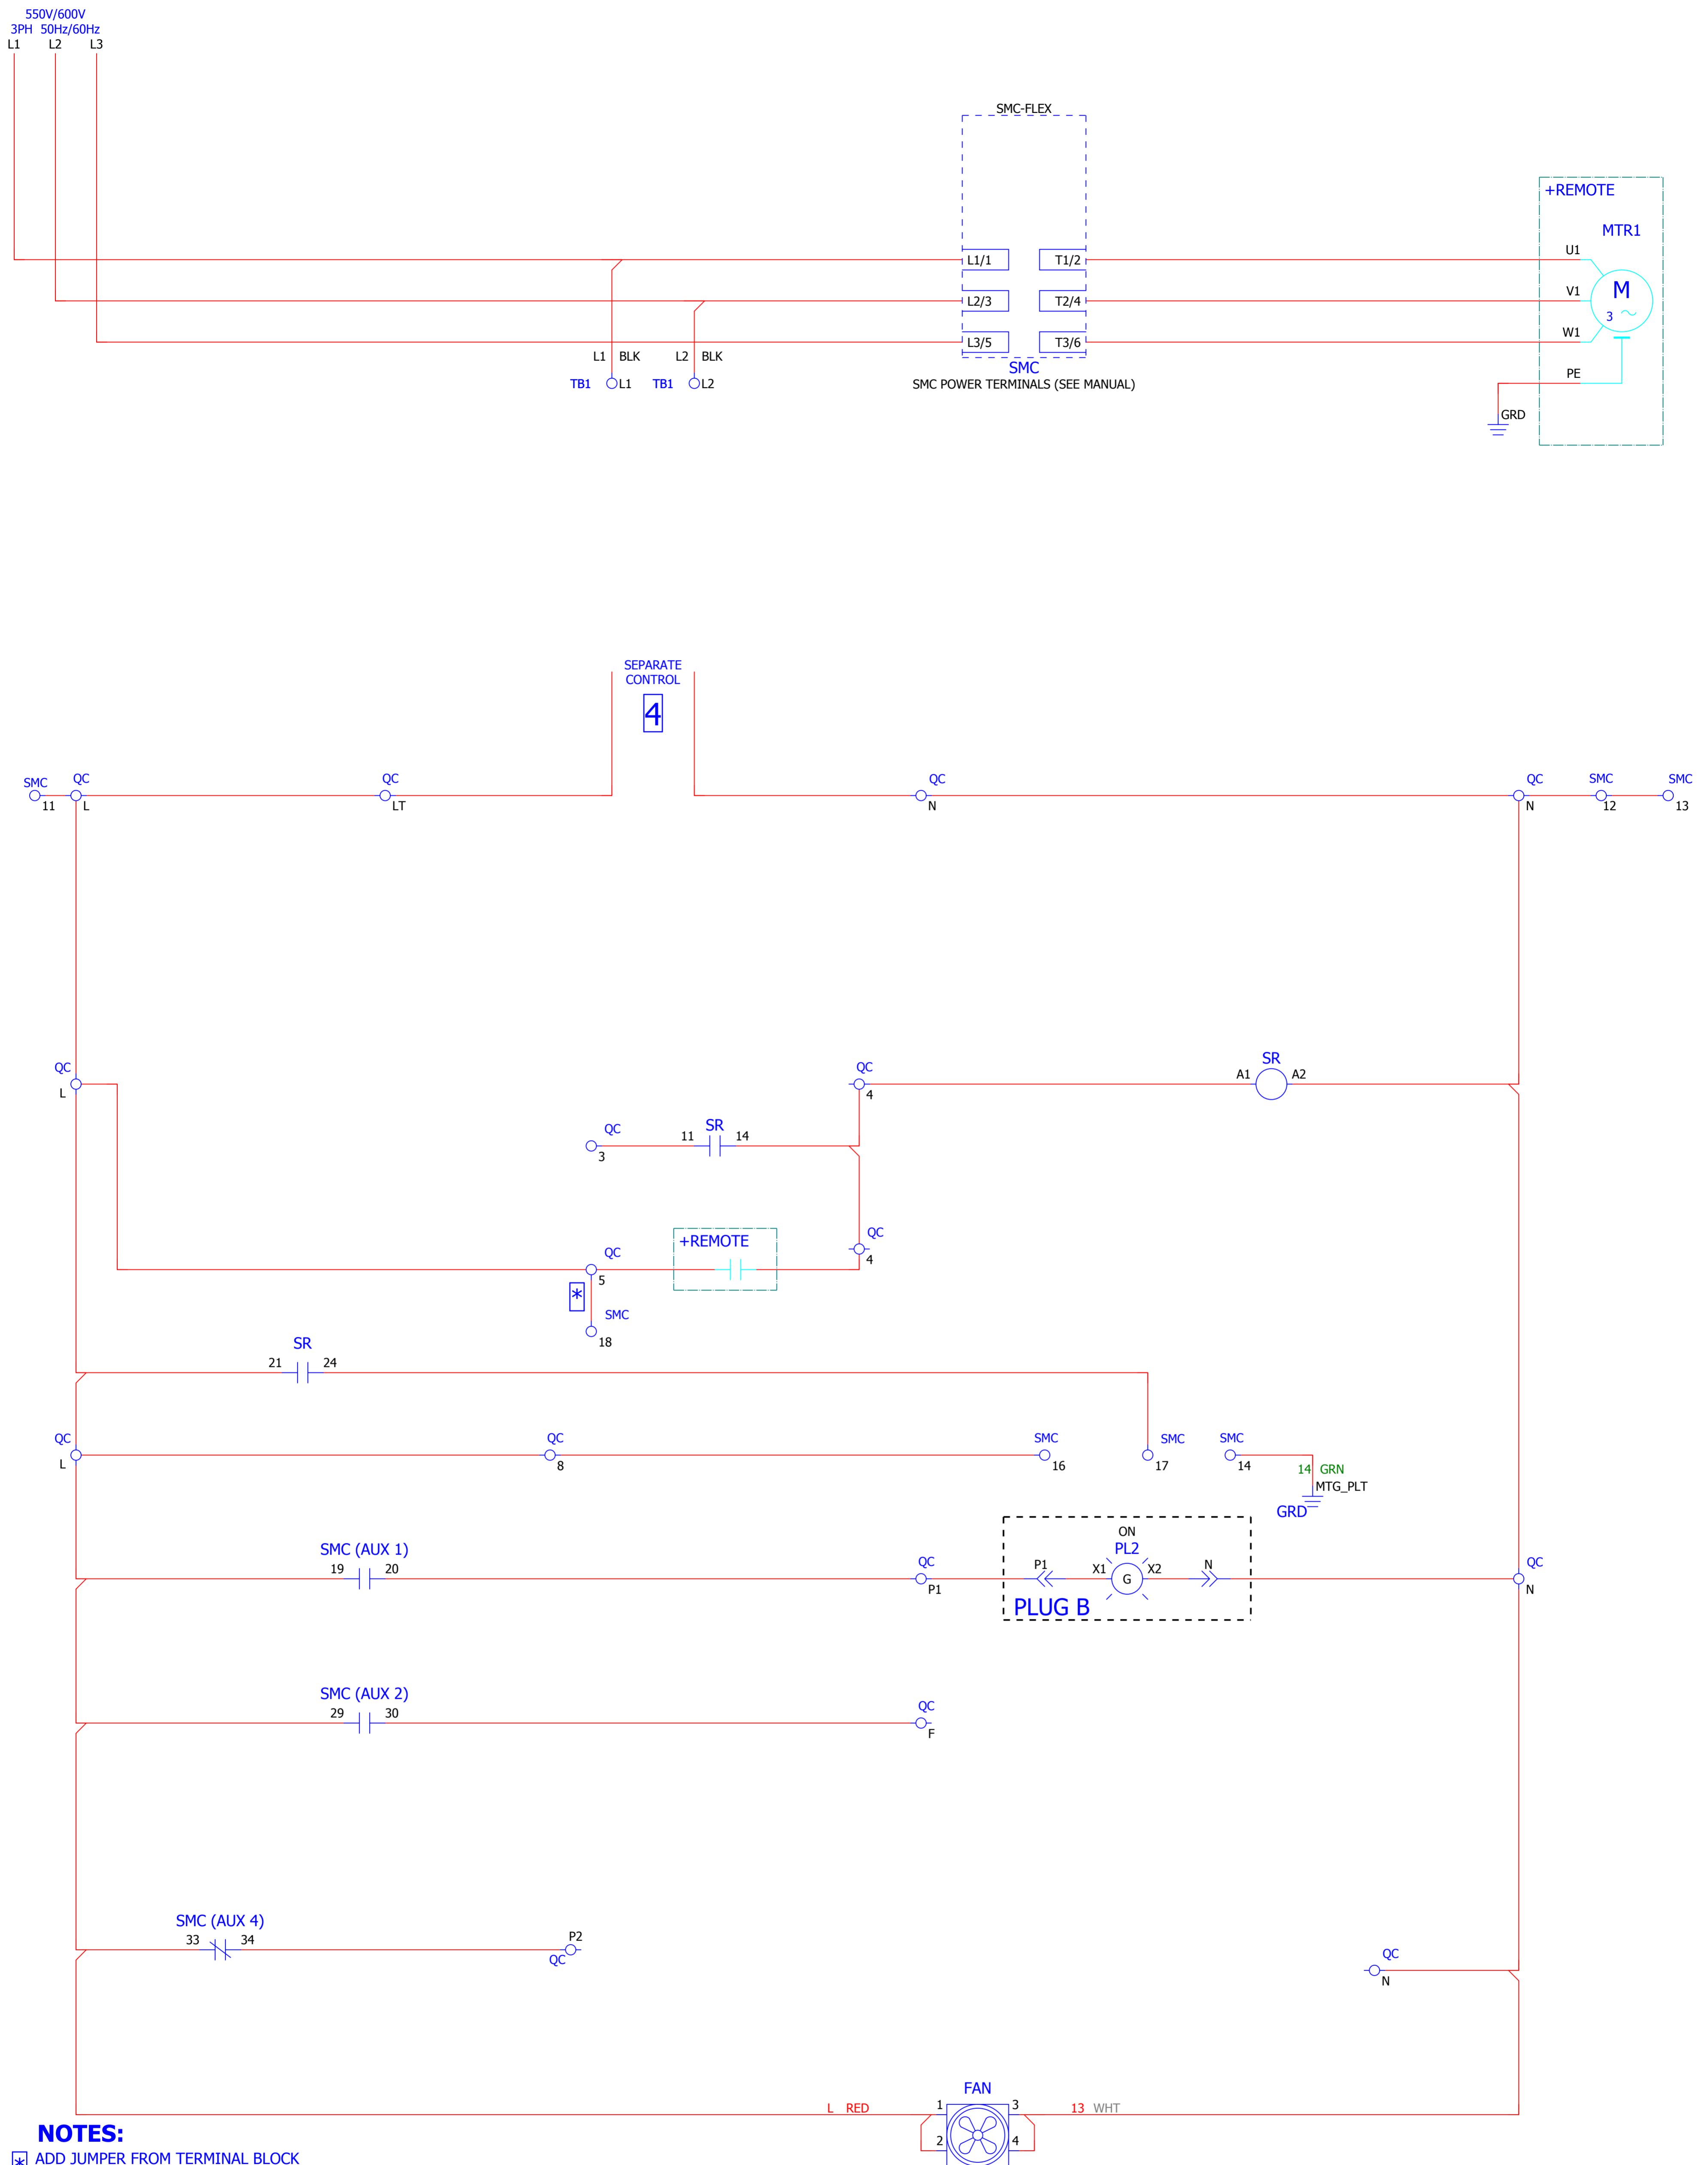 550V/600V
3PH 50Hz/60Hz
L1 L2 L3
SMC-FLEX
+REMOTE
MTR1
L1/1 T1/2 U1
L2/3 T2/4 V1 M
3
L3/5 T3/6 W1
L1 BLK L2 BLK
SMC
TB1 L1 TB1 L2
SMC POWER TERMINALS (SEE MANUAL)
PE
GRD
SEPARATE
CONTROL
4
SMC QC QC QC QC SMC SMC
11 L LT N N 12 13
QC QC SR
A1 A2
L 4
QC 11 SR 14
3
QC
4
+REMOTE
QC
5
*
SMC
18
SR
21 24
QC QC SMC SMC SMC
L 8 16 17 14
14 GRN
MTG_PLT
GRD
ON
SMC (AUX 1) PL2
19 20 QC P1 X1 G X2 N QC
P1 N
PLUG B
SMC (AUX 2)
29 30 QC
F
SMC (AUX 4)
33 34 P2
QC
QC
N
FAN
L RED 1 3 13 WHT
2 4
NOTES:
* ADD JUMPER FROM TERMINAL BLOCK